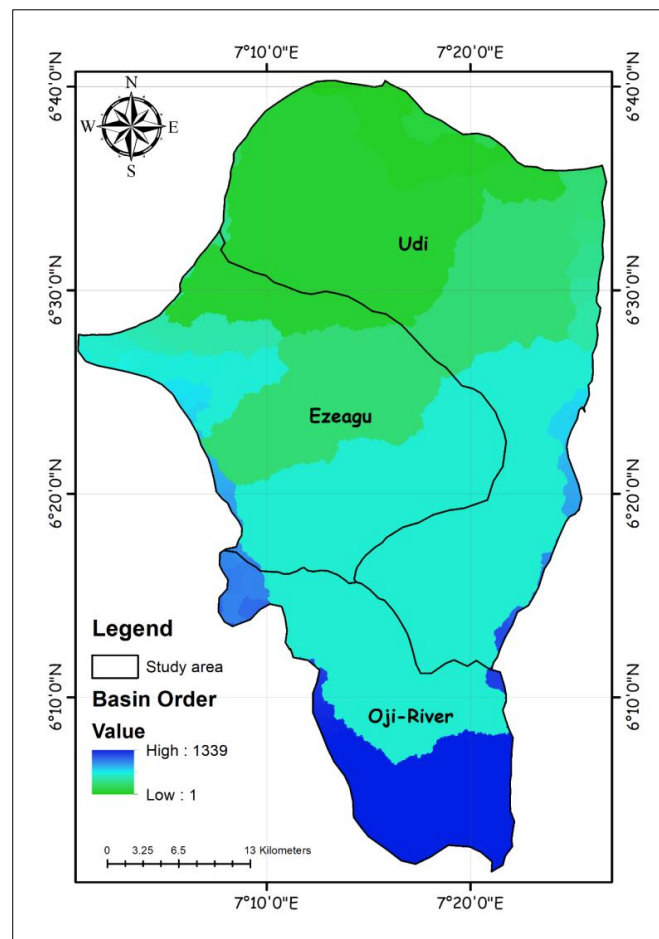 7°10'0"E 7°20'0"E
6°40'0"N 6°40'0"N
N
W E
S
Udi
6°30'0"N 6°30'0"N
Ezeagu
6°20'0"N 6°20'0"N
Legend
Study area
Basin Order
Value
High : 1339
Low : 1
6°10'0"N 6°10'0"N
Oji-River
0 3.25 6.5 13 Kilometers
7°10'0"E 7°20'0"E